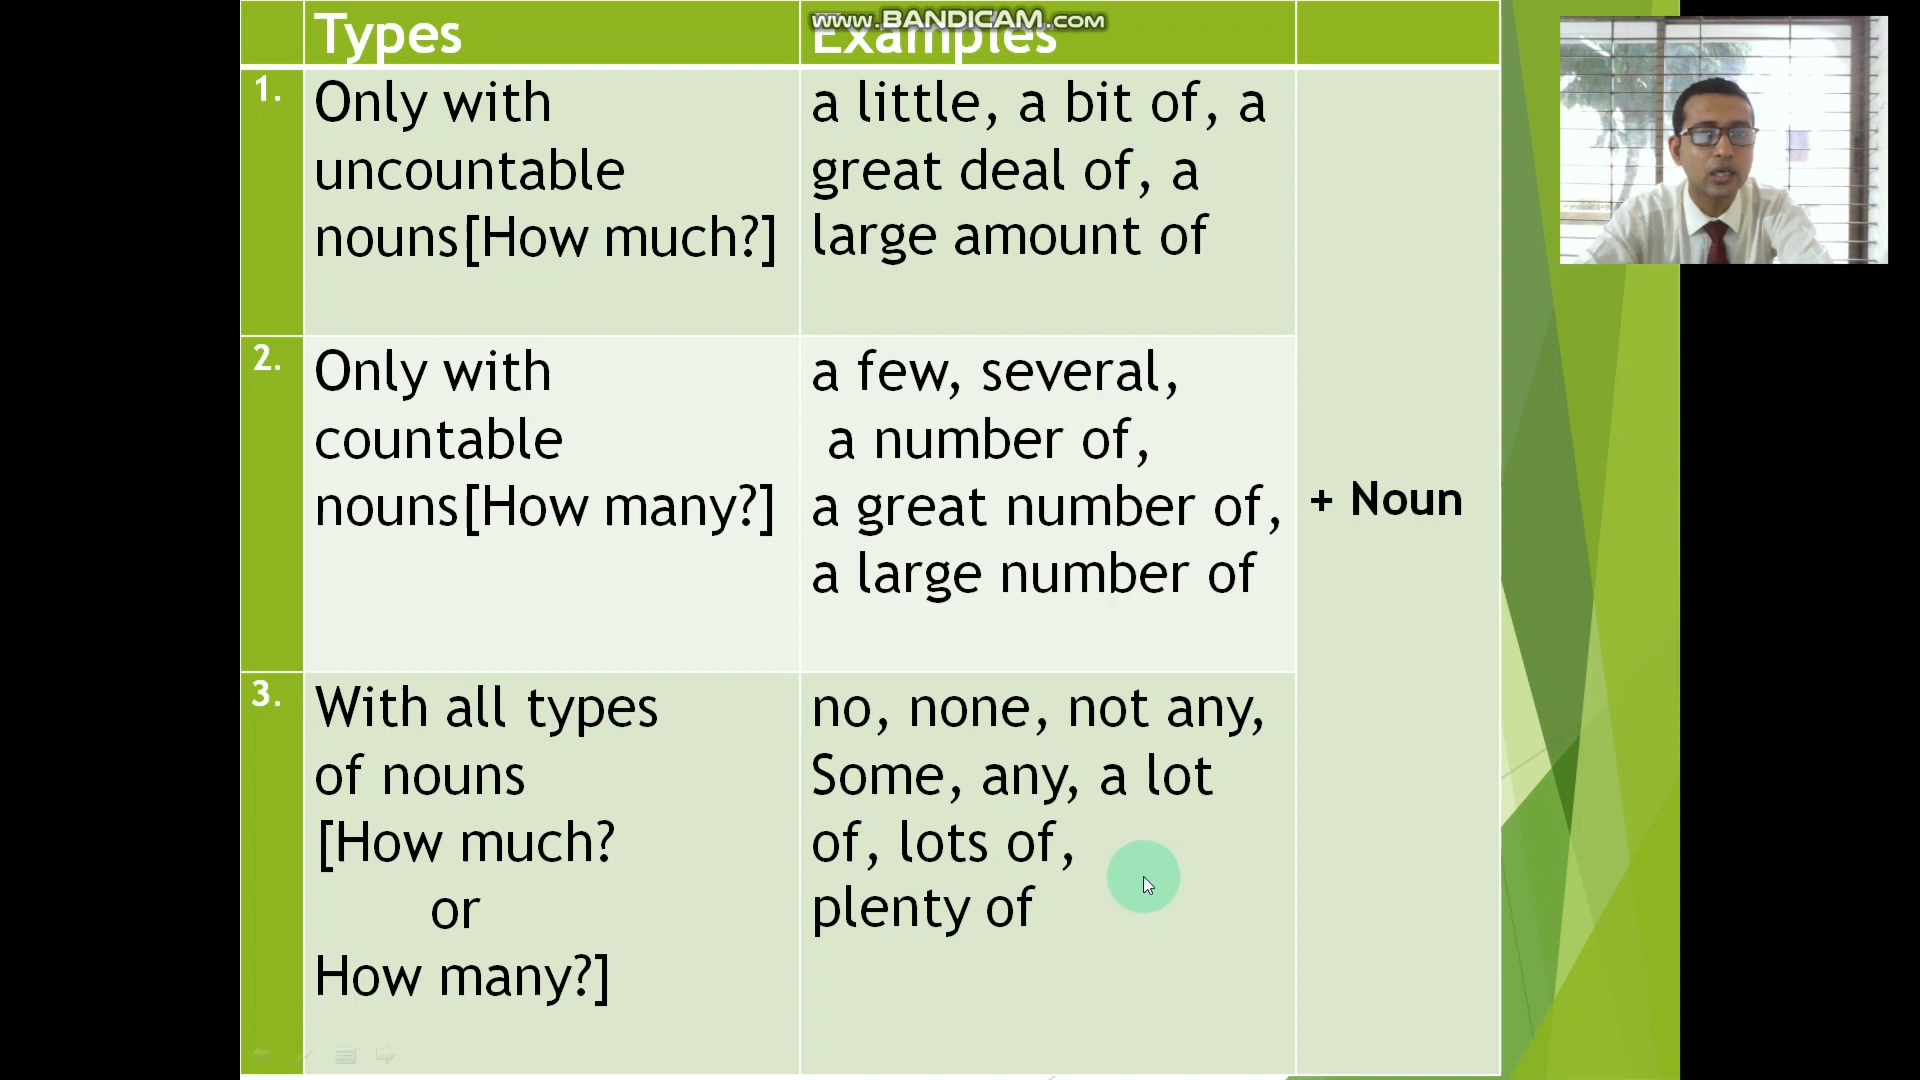 www.BANDICAM.com
Types
Examples
1.
Only with
uncountable
nouns[How much?]
a little, a bit of, a
great deal of, a
large amount of
2.
Only with
countable
nouns[How many?]
a few, several,
a number of,
a great number of,
a large number of
+ Noun
3.
With all types
of nouns
[How much?
or
How many?]
no, none, not any,
Some, any, a lot
of, lots of,
plenty of